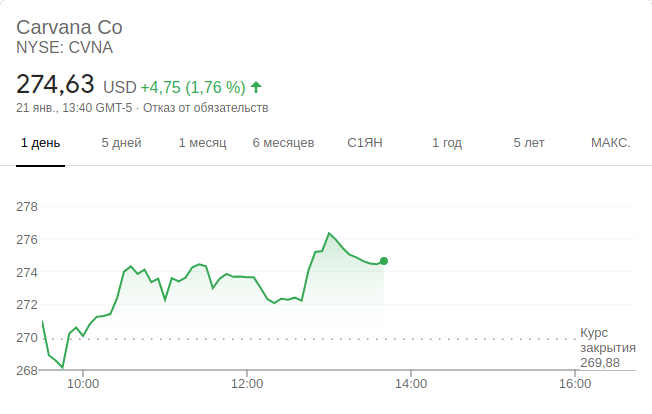 Carvana Co
NYSE: CVNA
274,63 USD +4,75 (1,76 %)
21 янв., 13:40 GMT-5 · Отказ от обязательств
1 день 5 дней 1 месяц 6 месяцев С1ЯН 1 год 5 лет МАКС.
278
276
274
272
270
268
Курс
закрытия
269,88
10:00 12:00 14:00 16:00